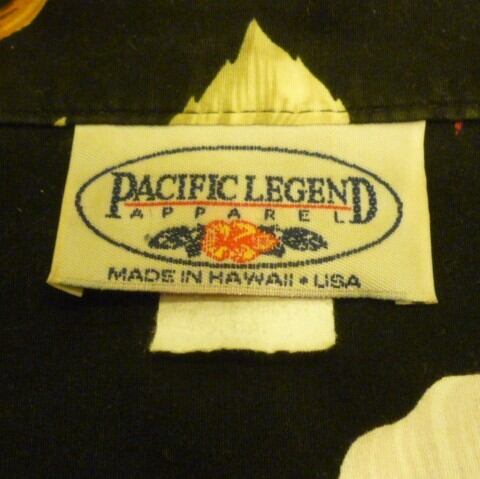 PACIFIC LEGEND
APPAREL
MADE IN HAWAII • USA